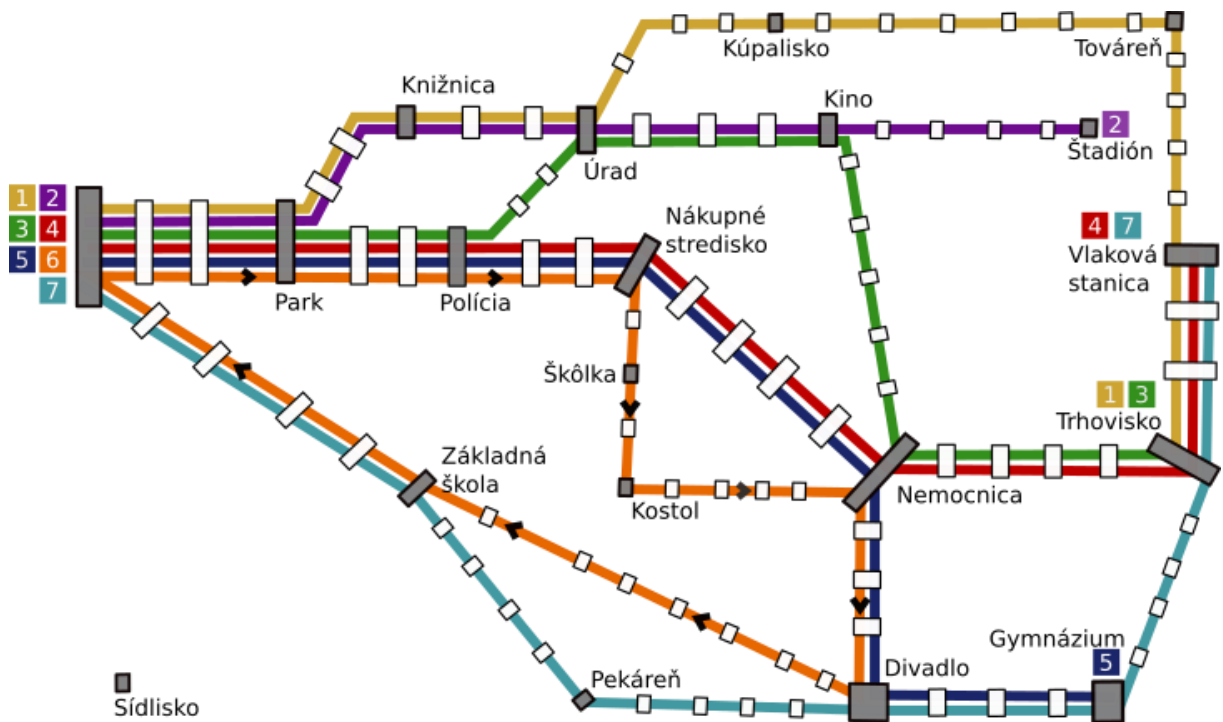 Kúpalisko
Továreň
Knižnica
Kino
2
Štadión
Úrad
1 2
3 4
5 6
7
Nákupné
stredisko
4 7
Vlaková
stanica
Park
Polícia
Škôlka
1 3
Trhovisko
Základná
škola
Kostol
Nemocnica
Gymnázium
5
Divadlo
Pekáreň
Sídlisko